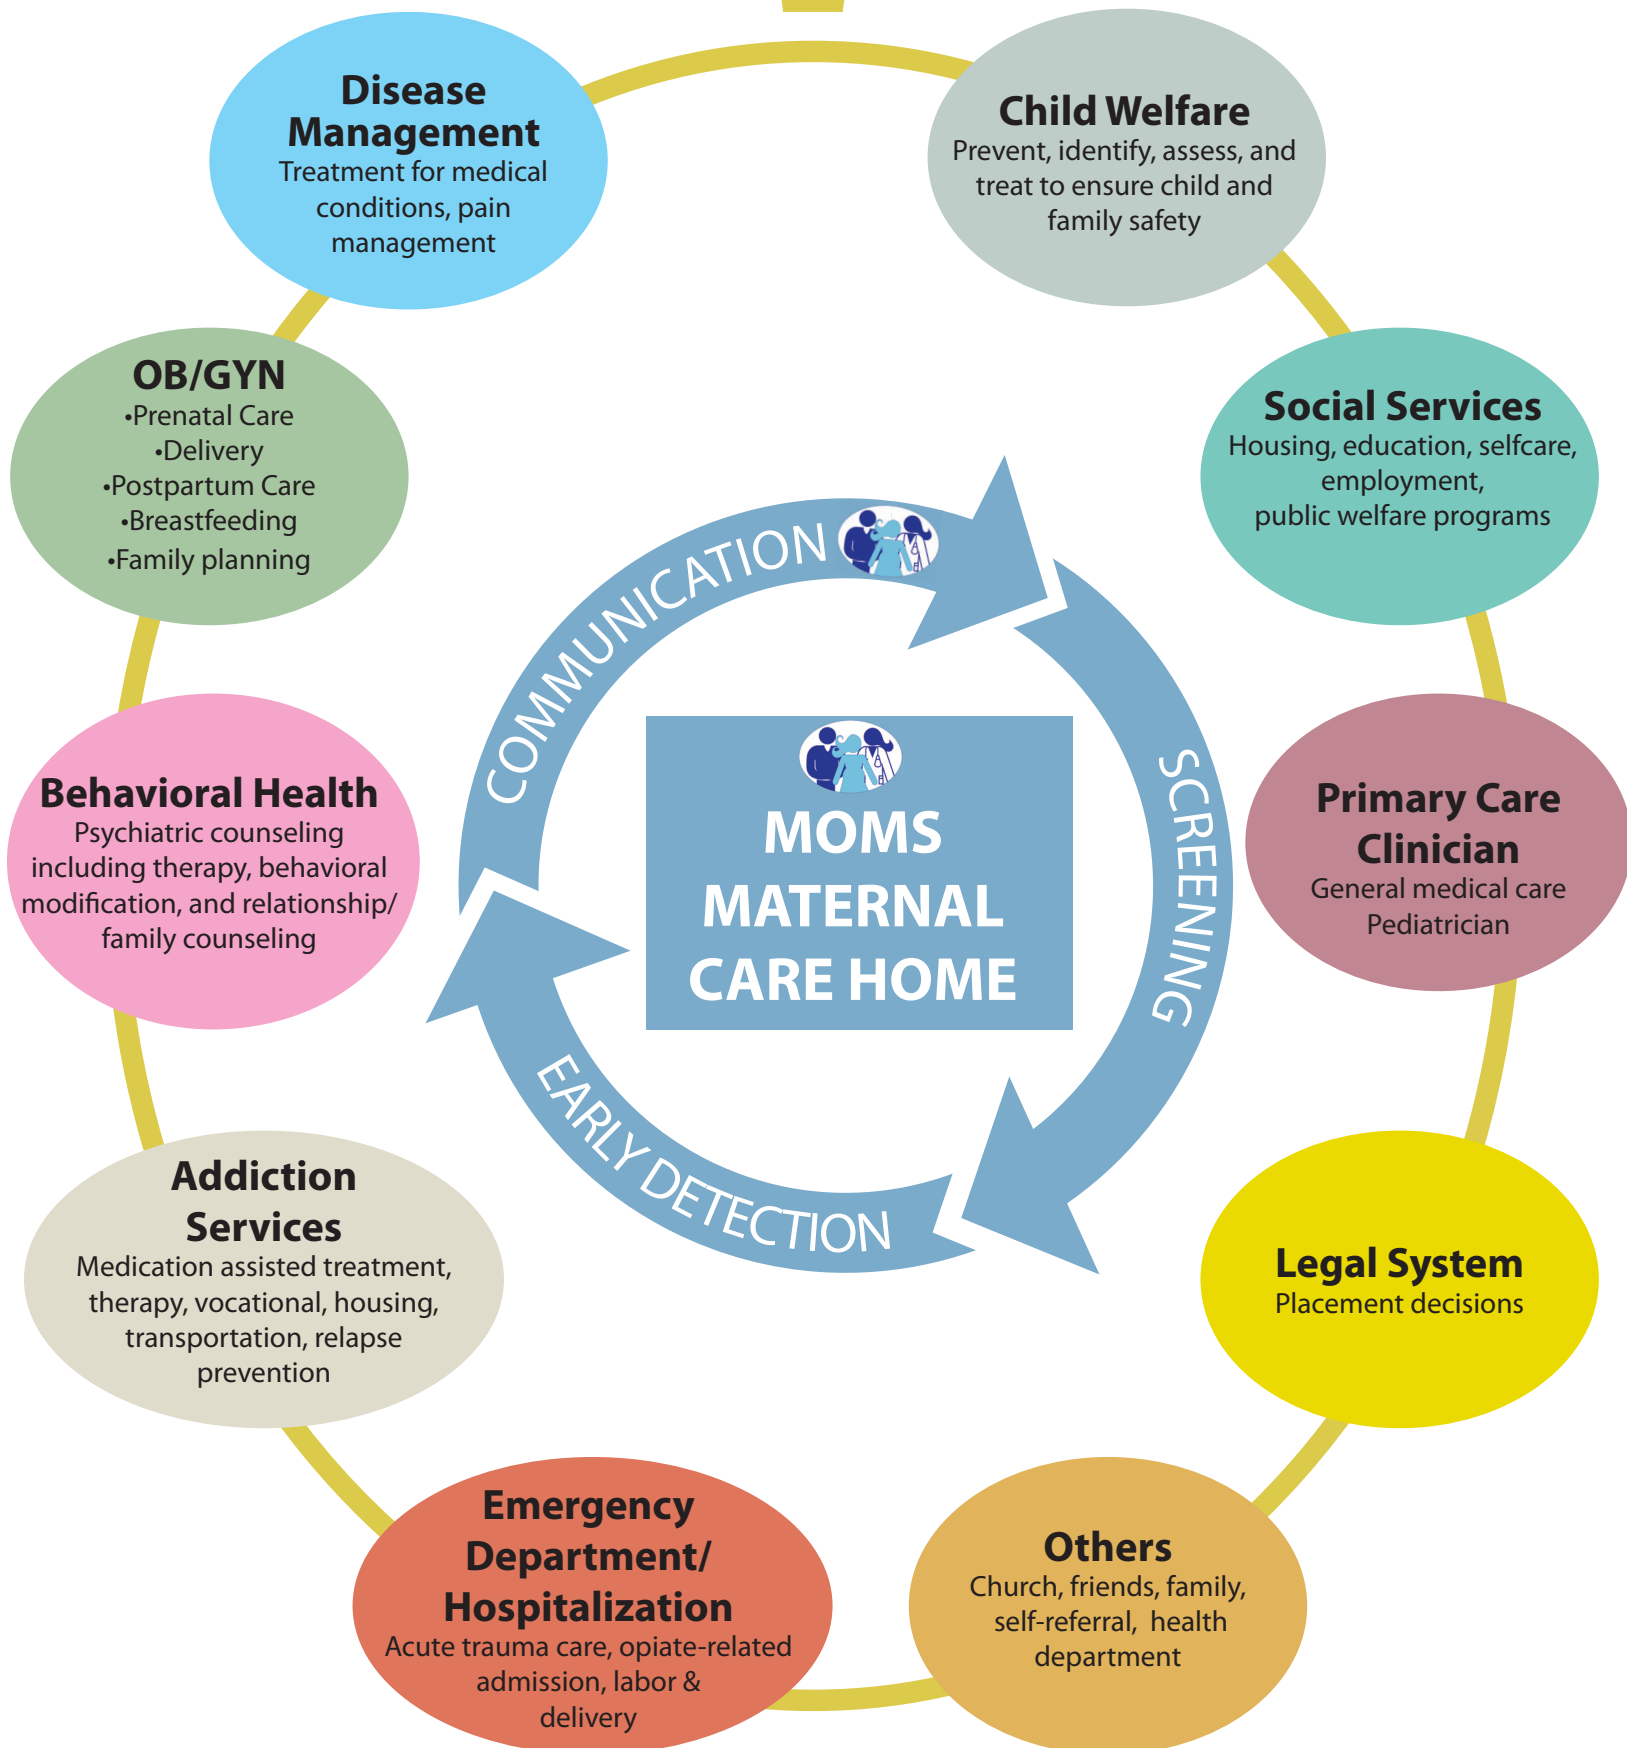 Disease
Management
Treatment for medical
conditions, pain
management
Child Welfare
Prevent, identify, assess, and
treat to ensure child and
family safety
OB/GYN
•Prenatal Care
•Delivery
•Postpartum Care
•Breastfeeding
•Family planning
Social Services
Housing, education, selfcare,
employment,
public welfare programs
COMMUNICATION
SCREENING
EARLY DETECTION
MOMS
MATERNAL
CARE HOME
Behavioral Health
Psychiatric counseling
including therapy, behavioral
modification, and relationship/
family counseling
Primary Care
Clinician
General medical care
Pediatrician
Addiction
Services
Medication assisted treatment,
therapy, vocational, housing,
transportation, relapse
prevention
Legal System
Placement decisions
Emergency
Department/
Hospitalization
Acute trauma care, opiate-related
admission, labor &
delivery
Others
Church, friends, family,
self-referral, health
department